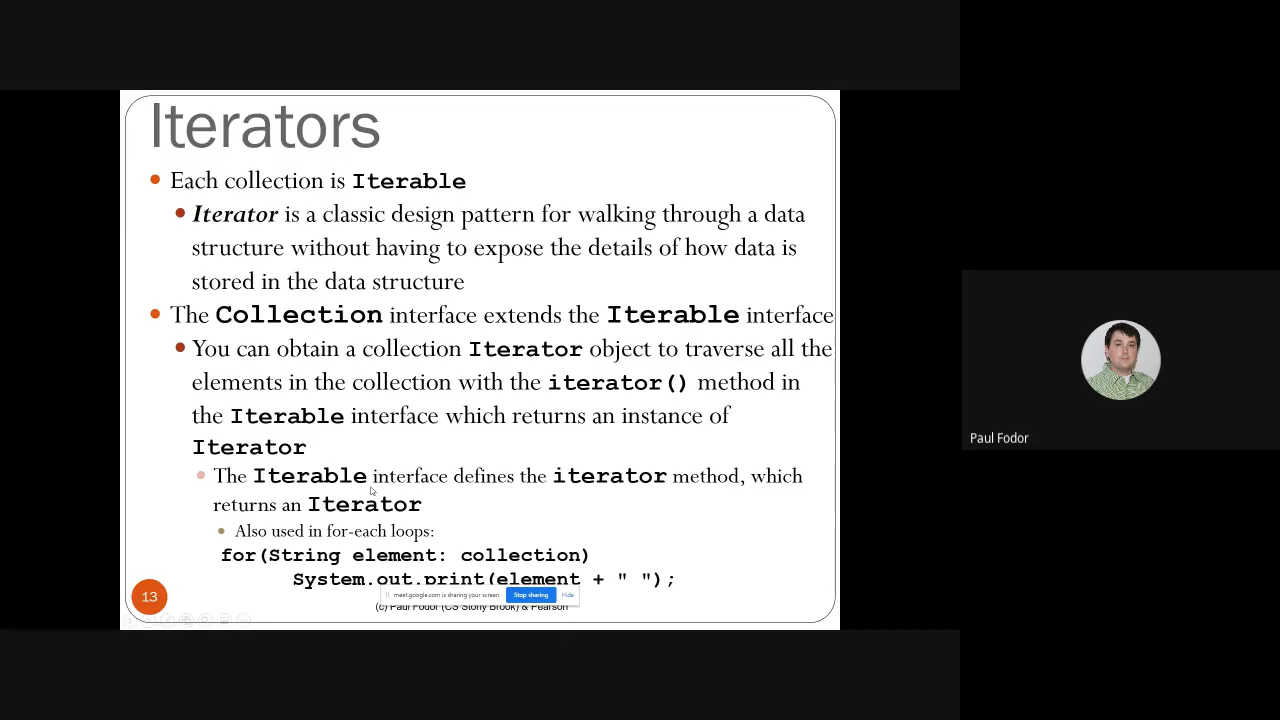 Iterators
Each collection is Iterable
Iterator is a classic design pattern for walking through a data
structure without having to expose the details of how data is
stored in the data structure
The Collection interface extends the Iterable interface
You can obtain a collection Iterator object to traverse all the
elements in the collection with the iterator() method in
the Iterable interface which returns an instance of
Iterator
The Iterable interface defines the iterator method, which
returns an Iterator
Also used in for-each loops:
for(String element: collection)
System.out.print(element + " ");
13
meet.google.com is sharing your screen.
Stop sharing
Hide
(c) Paul Fodor (CS Stony Brook) & Pearson
Paul Fodor